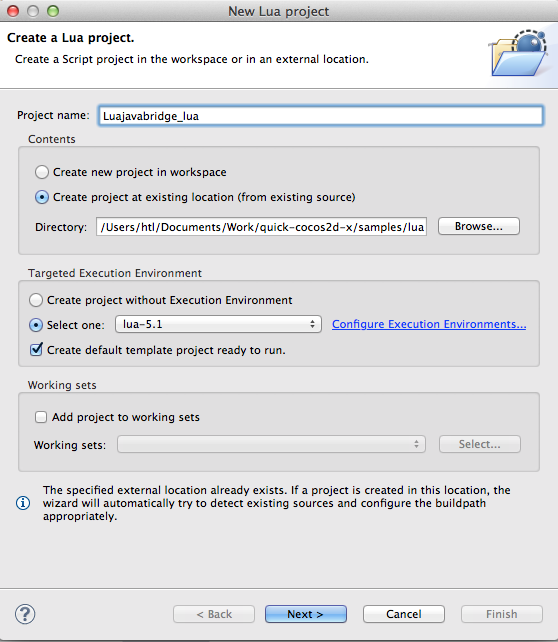 New Lua project
Create a Lua project.
Create a Script project in the workspace or in an external location.
Project name: Luajavabridge_lua
Contents
Create new project in workspace
Create project at existing location (from existing source)
Directory: /Users/htl/Documents/Work/quick-cocos2d-x/samples/lua Browse...
Targeted Execution Environment
Create project without Execution Environment
Select one: lua-5.1 Configure Execution Environments...
Create default template project ready to run.
Working sets
Add project to working sets
Working sets: Select...
The specified external location already exists. If a project is created in this location, the
wizard will automatically try to detect existing sources and configure the buildpath
appropriately.
? < Back Next > Cancel Finish